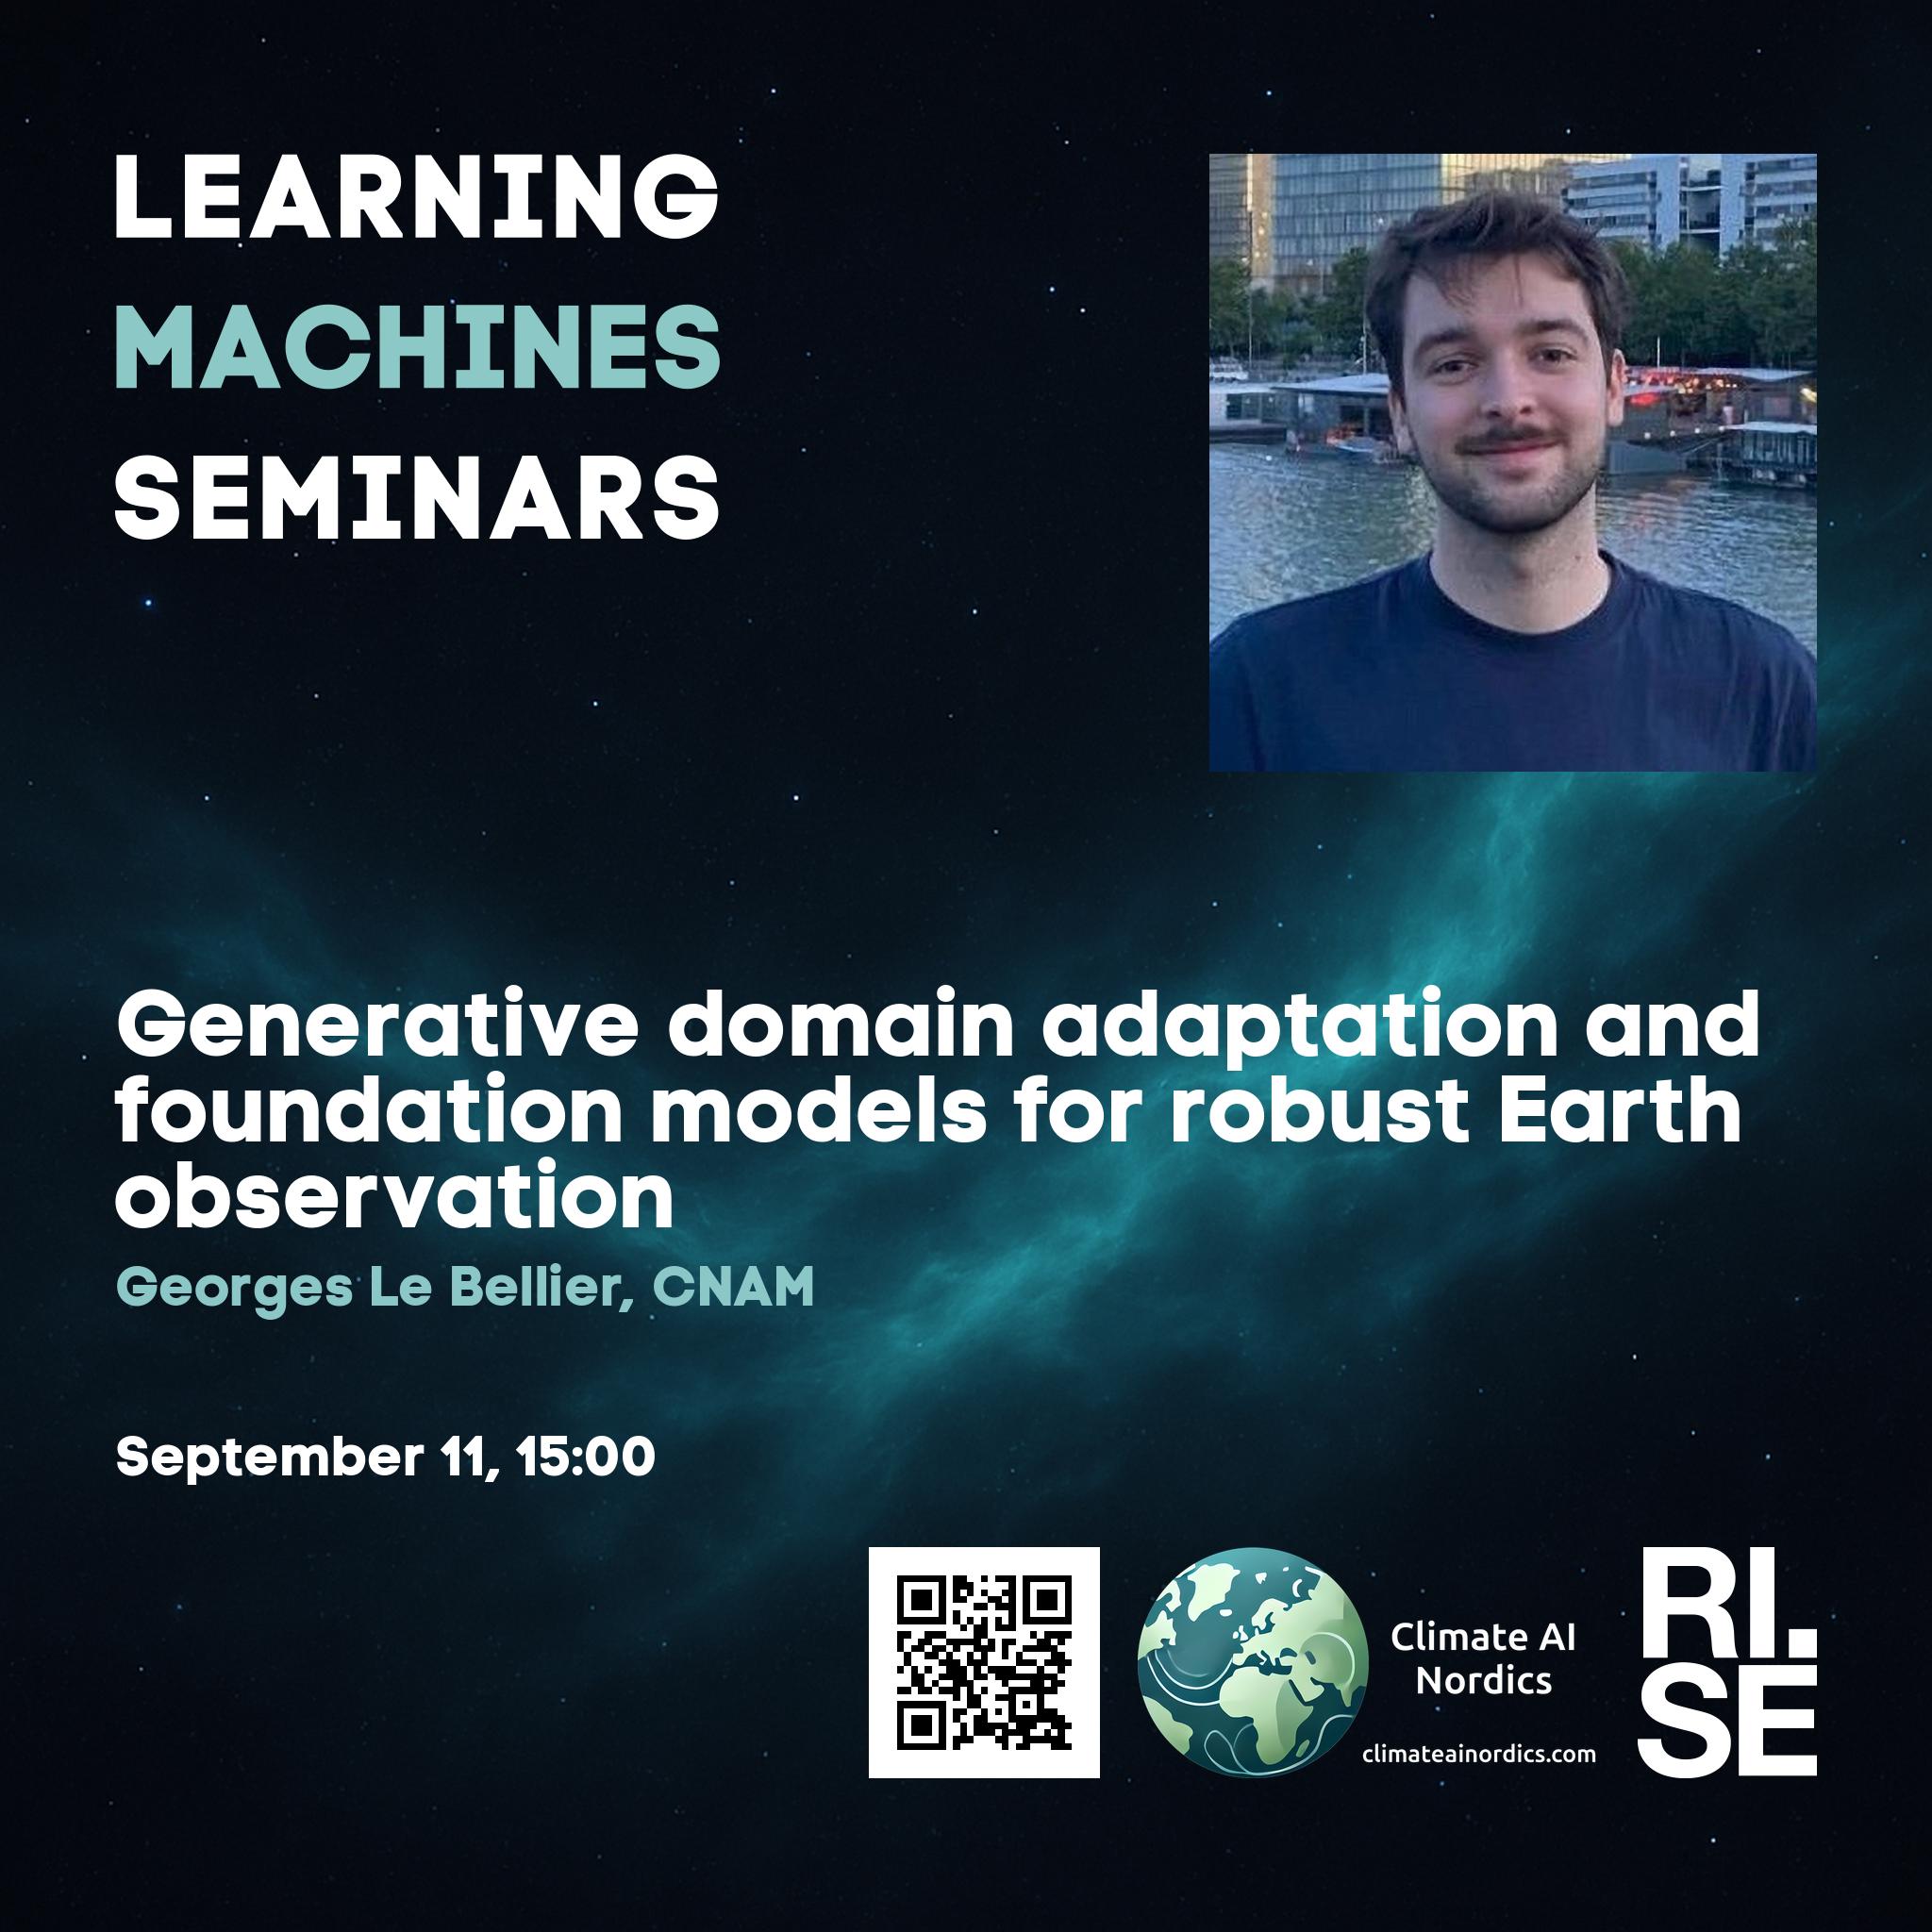 LEARNING
MACHINES
SEMINARS
Generative domain adaptation and
foundation models for robust Earth
observation
Georges Le Bellier, CNAM
September 11, 15:00
Climate AI
Nordics
climateainordics.com
RI.
SE